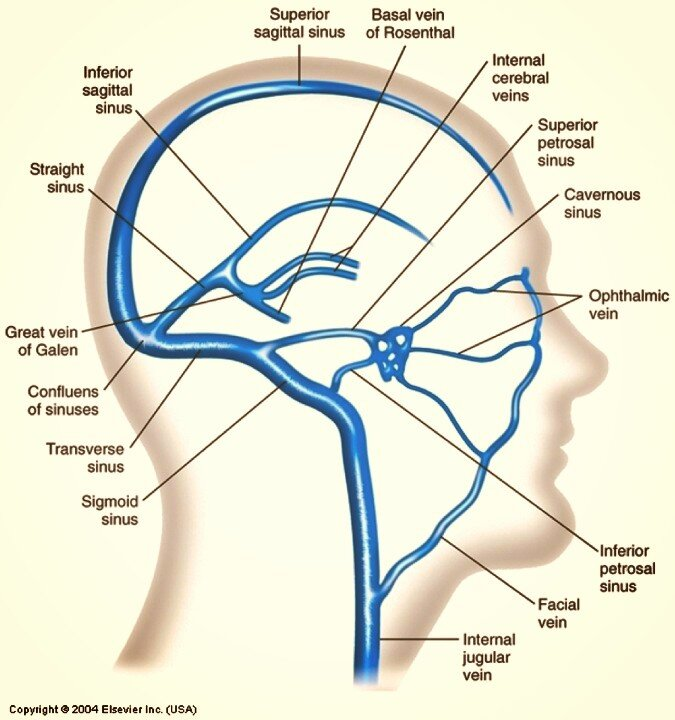 Superior
sagittal sinus
Basal vein
of Rosenthal
Internal
cerebral
veins
Inferior
sagittal
sinus
Superior
petrosal
sinus
Straight
sinus
Cavernous
sinus
Ophthalmic
vein
Great vein
of Galen
Confluens
of sinuses
Transverse
sinus
Sigmoid
sinus
Inferior
petrosal
sinus
Facial
vein
Internal
jugular
vein
Copyright © 2004 Elsevier Inc. (USA)